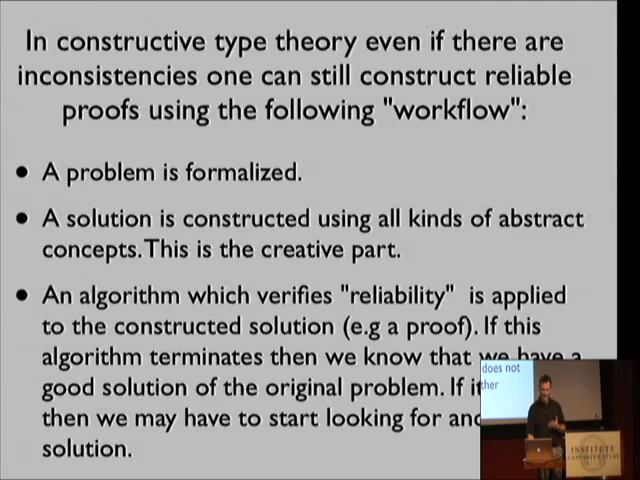 In constructive type theory even if there are
inconsistencies one can still construct reliable
proofs using the following "workflow":
• A problem is formalized.
• A solution is constructed using all kinds of abstract
concepts. This is the creative part.
• An algorithm which verifies "reliability" is applied
to the constructed solution (e.g a proof). If this
algorithm terminates then we know that we have a
good solution of the original problem. If it
then we may have to start looking for
solution.
does not
ther
INSTITUTE
ADVANCED STUDY